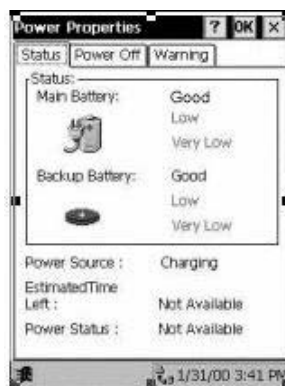 Power Properties ? OK ×
Status Power Off Warning
Status:
Main Battery: Good
Low
Very Low
Backup Battery: Good
Low
Very Low
Power Source : Charging
EstimatedTime
Left : Not Available
Power Status : Not Available
1/31/00 3:41 PM